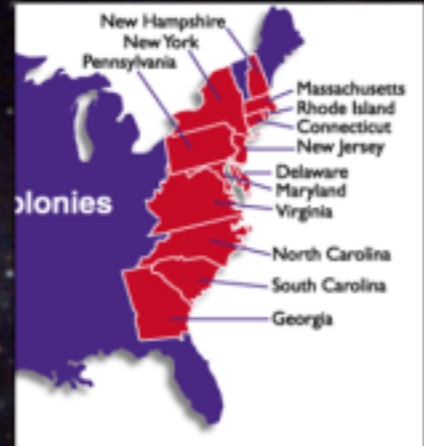 New Hampshire
New York
Pennsylvania
Massachusetts
Rhode Island
Connecticut
New Jersey
Delaware
Maryland
olonies
Virginia
North Carolina
South Carolina
Georgia